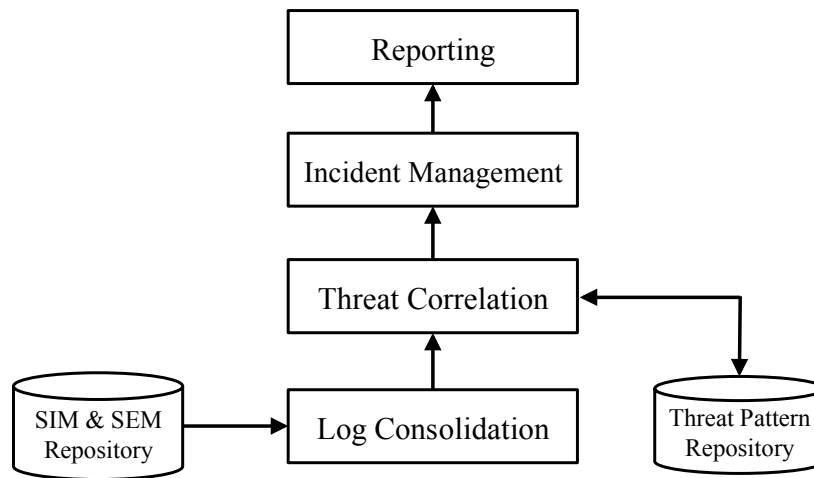 Reporting
Incident Management
Threat Correlation
SIM & SEM
Repository
Log Consolidation
Threat Pattern
Repository